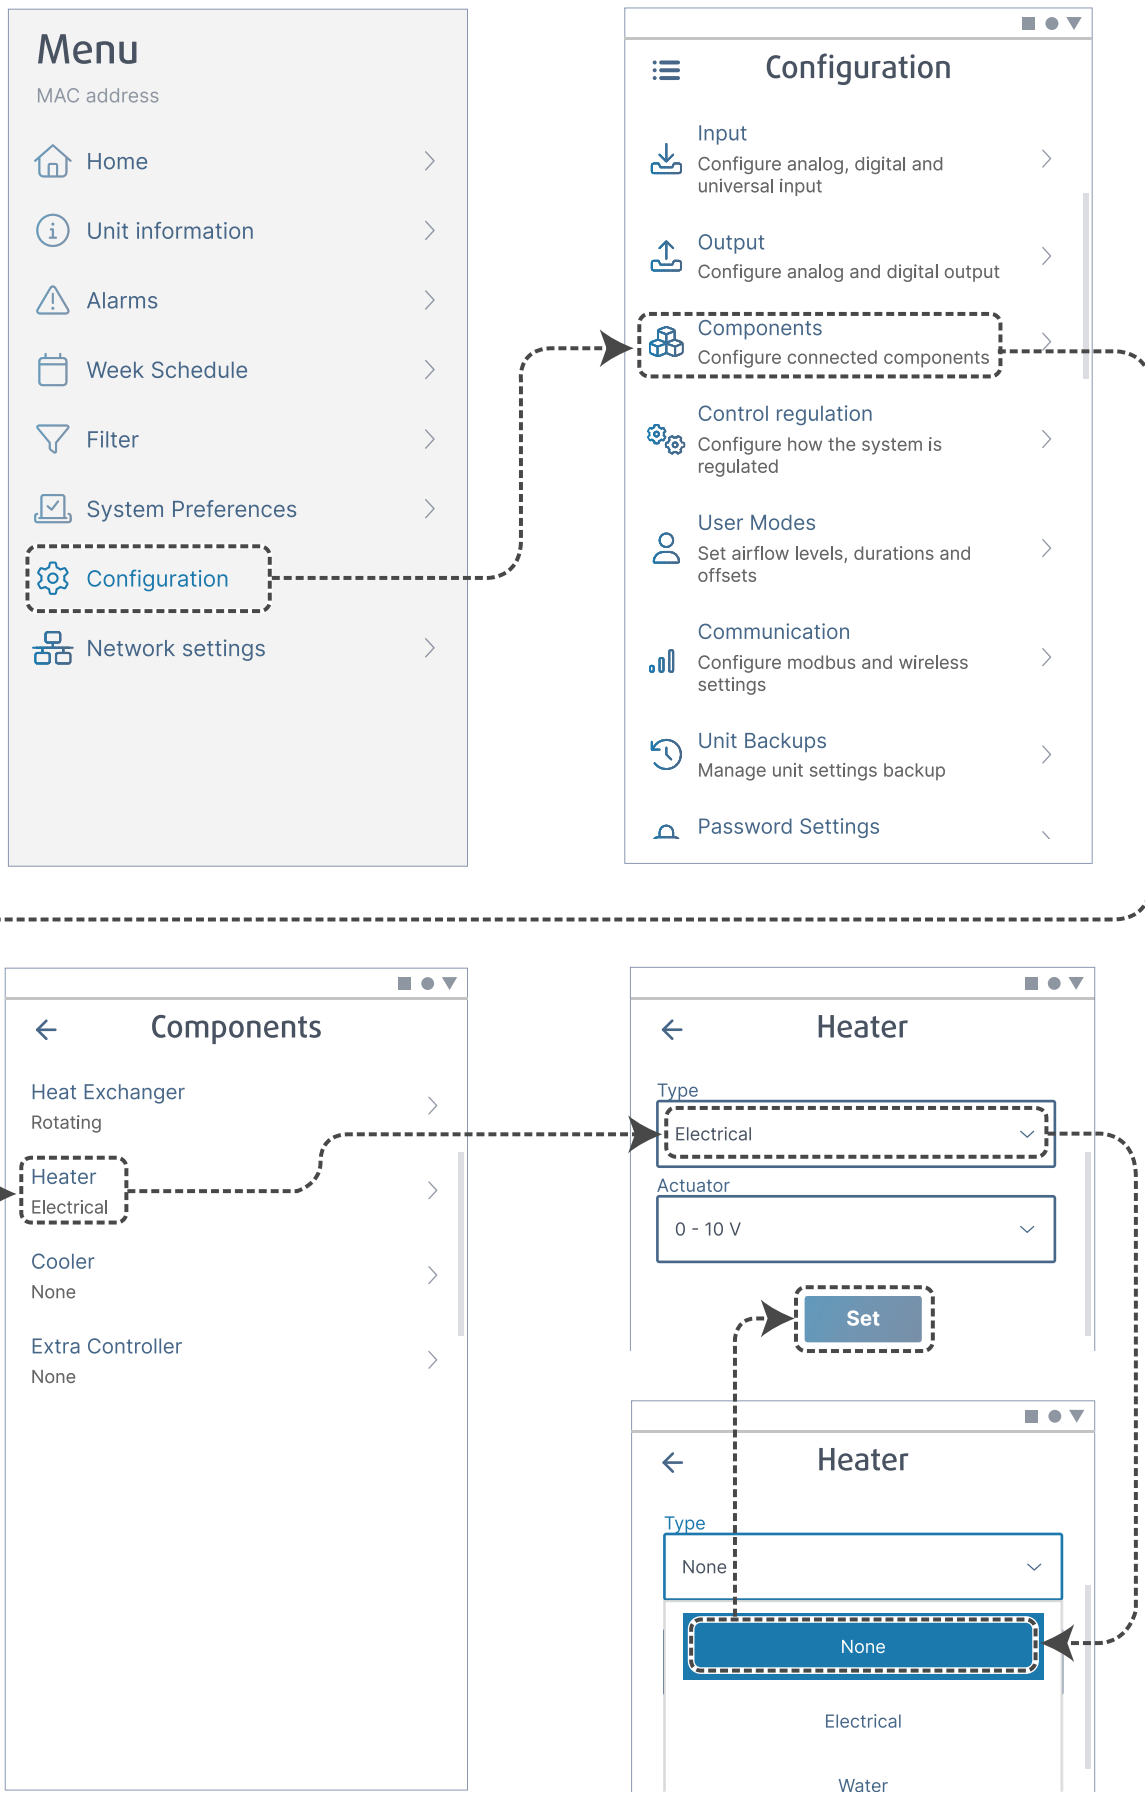 Menu
MAC address
Home
Unit information
Alarms
Week Schedule
Filter
System Preferences
Configuration
Network settings
Configuration
Input
Configure analog, digital and
universal input
Output
Configure analog and digital output
Components
Configure connected components
Control regulation
Configure how the system is
regulated
User Modes
Set airflow levels, durations and
offsets
Communication
Configure modbus and wireless
settings
Unit Backups
Manage unit settings backup
Password Settings
Components
Heat Exchanger
Rotating
Heater
Electrical
Cooler
None
Extra Controller
None
Heater
Type
Electrical
Actuator
0 - 10 V
Set
Heater
Type
None
None
Electrical
Water